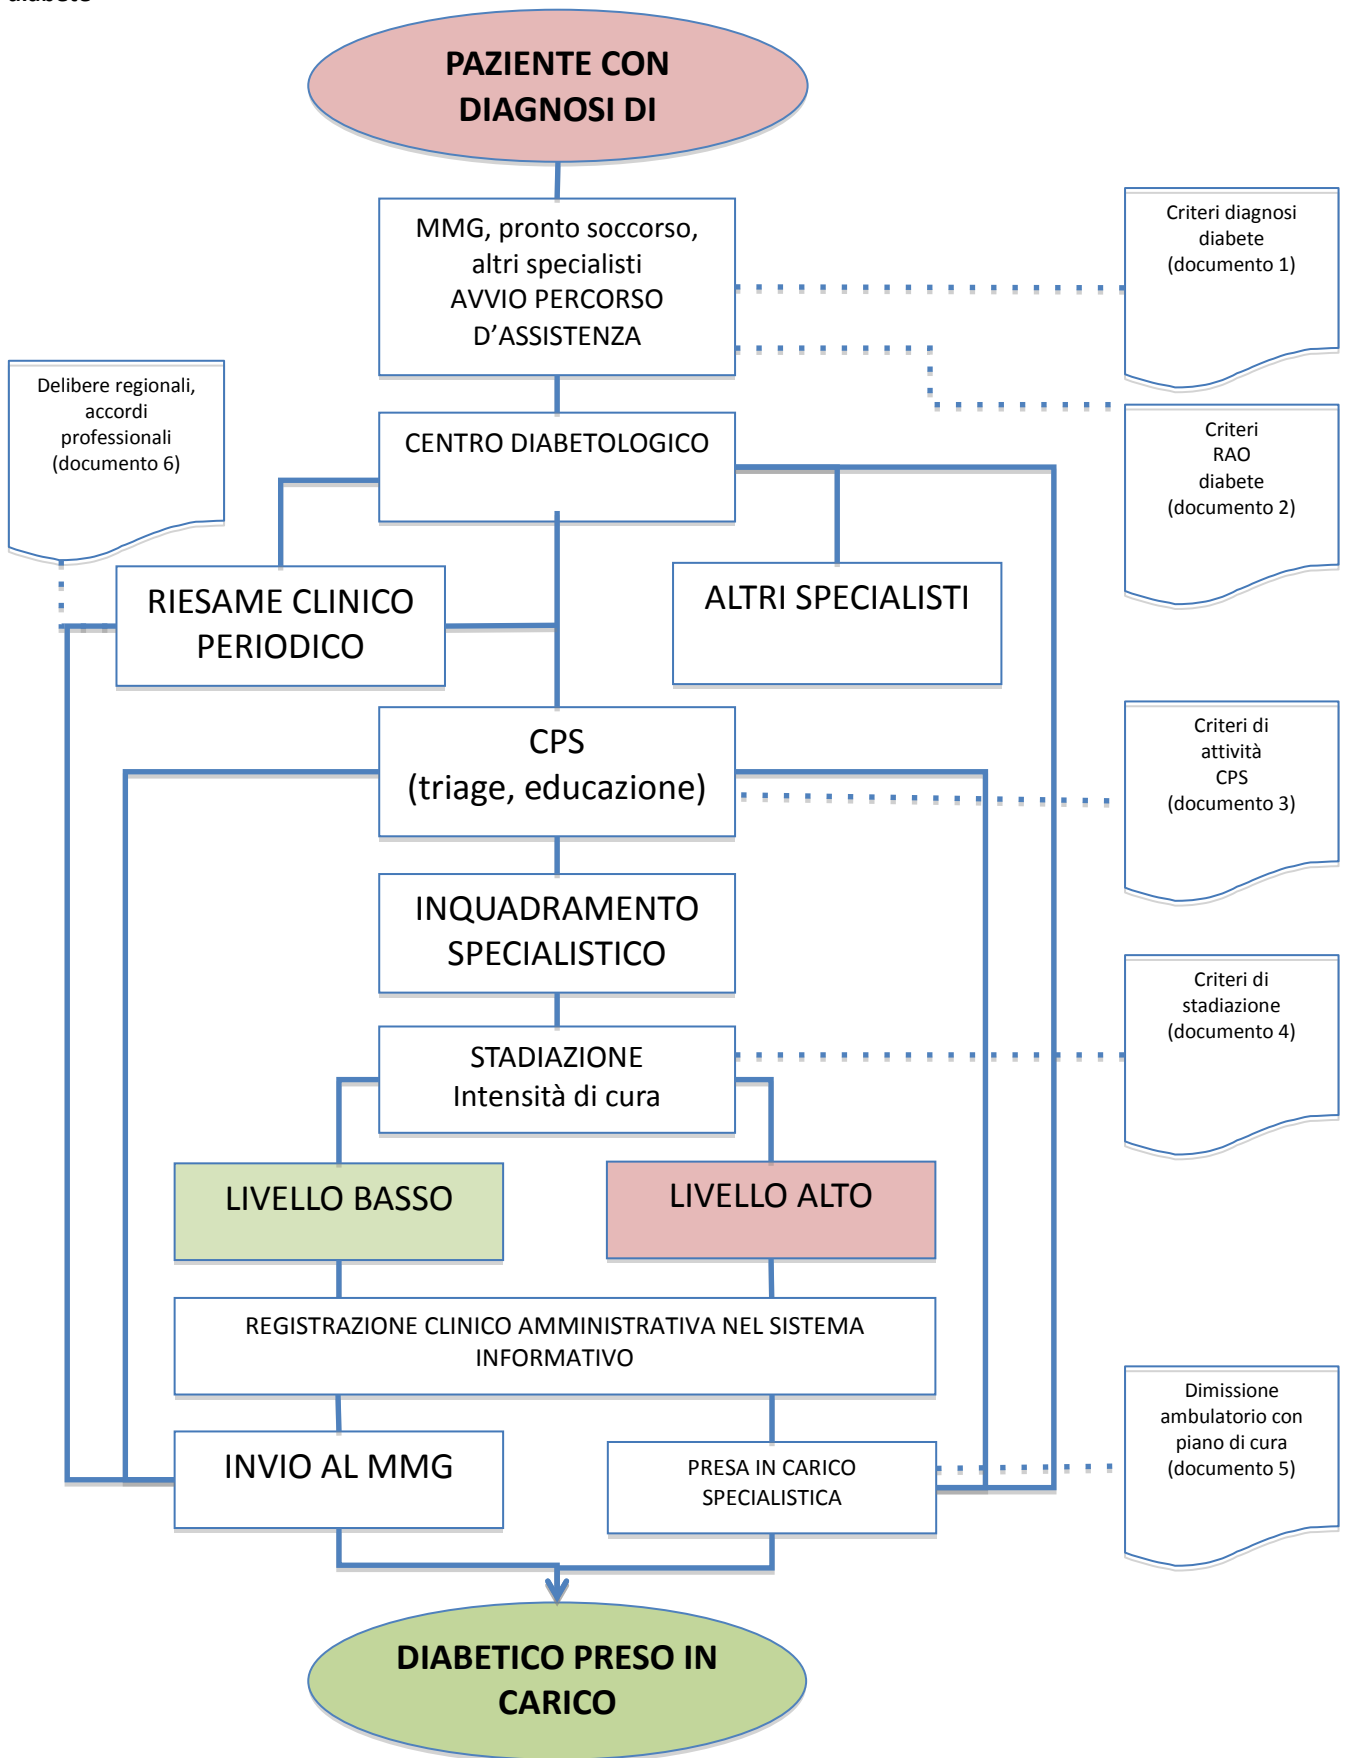 diabete
PAZIENTE CON
DIAGNOSI DI
MMG, pronto soccorso,
altri specialisti
AVVIO PERCORSO
D’ASSISTENZA
Criteri diagnosi
diabete
(documento 1)
Delibere regionali,
accordi
professionali
(documento 6)
CENTRO DIABETOLOGICO
Criteri
RAO
diabete
(documento 2)
RIESAME CLINICO
PERIODICO
ALTRI SPECIALISTI
CPS
(triage, educazione)
Criteri di
attività
CPS
(documento 3)
INQUADRAMENTO
SPECIALISTICO
Criteri di
stadiazione
(documento 4)
STADIAZIONE
Intensità di cura
LIVELLO BASSO
LIVELLO ALTO
REGISTRAZIONE CLINICO AMMINISTRATIVA NEL SISTEMA
INFORMATIVO
Dimissione
ambulatorio con
piano di cura
(documento 5)
INVIO AL MMG
PRESA IN CARICO
SPECIALISTICA
DIABETICO PRESO IN
CARICO